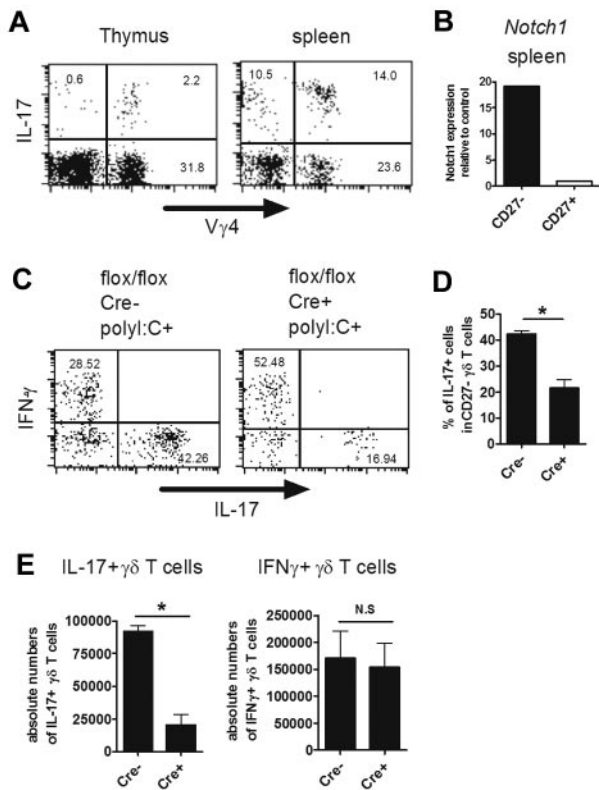 A
Thymus
spleen
0.6
2.2
31.8
10.5
14.0
23.6
IL-17
Vγ4
B
Notch1
spleen
Notch1 expression
relative to control
20
15
10
5
0
CD27-
CD27+
C
flox/flox
Cre-
polyI:C+
flox/flox
Cre+
polyI:C+
28.52
42.26
52.48
16.94
IFNγ
IL-17
D
% of IL-17+ cells
inCD27- γδ T cells
50
40
30
20
10
0
*
Cre-
Cre+
E
IL-17+ γδ T cells
absolute numbers
of IL-17+ γδ T cells
100000
75000
50000
25000
0
*
Cre-
Cre+
IFNγ+ γδ T cells
absolute numbers
of IFNγ+ γδ T cells
250000
200000
150000
100000
50000
0
N.S
Cre-
Cre+